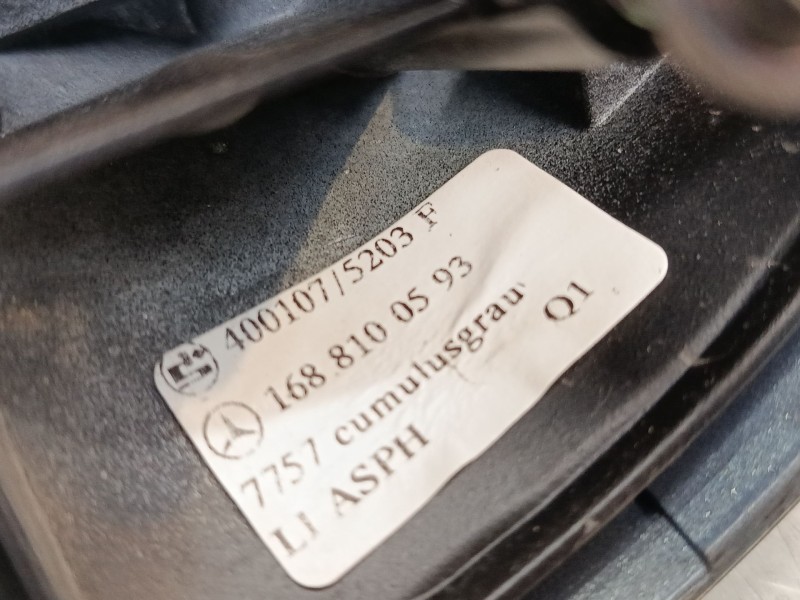 400107/5203 F
168 810 05 93
7757 cumulusgrau Q1
LI ASPH